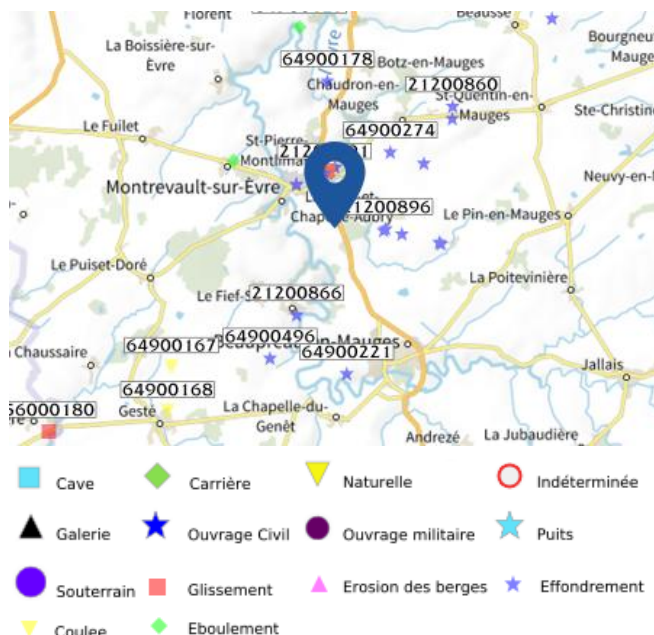 Florent
Beausse
La Boissière-sur-
Èvre
64900178
Botz-en-Mauges
Bourgneu
Mauge
Chaudron-en-
Mauges
21200860
St-Quentin-en-
Mauges
Ste-Christine
Le Fuilet
64900274
St-Pierre-
Montlima
Neuvy-en-M
Montrevault-sur-Èvre
1200896
Le Pin-en-Mauges
Le Puiset-Doré
La Poitevinière
Le Fief-S
21200866
64900496
n-Mauges
64900167
64900221
Chaussaire
64900168
Jallais
56000180
Gesté
La Chapelle-du-
Genêt
Andrezé
La Jubaudière
Cave
Carrière
Naturelle
Indéterminée
Galerie
Ouvrage Civil
Ouvrage militaire
Puits
Souterrain
Glissement
Erosion des berges
Effondrement
Coulee
Eboulement